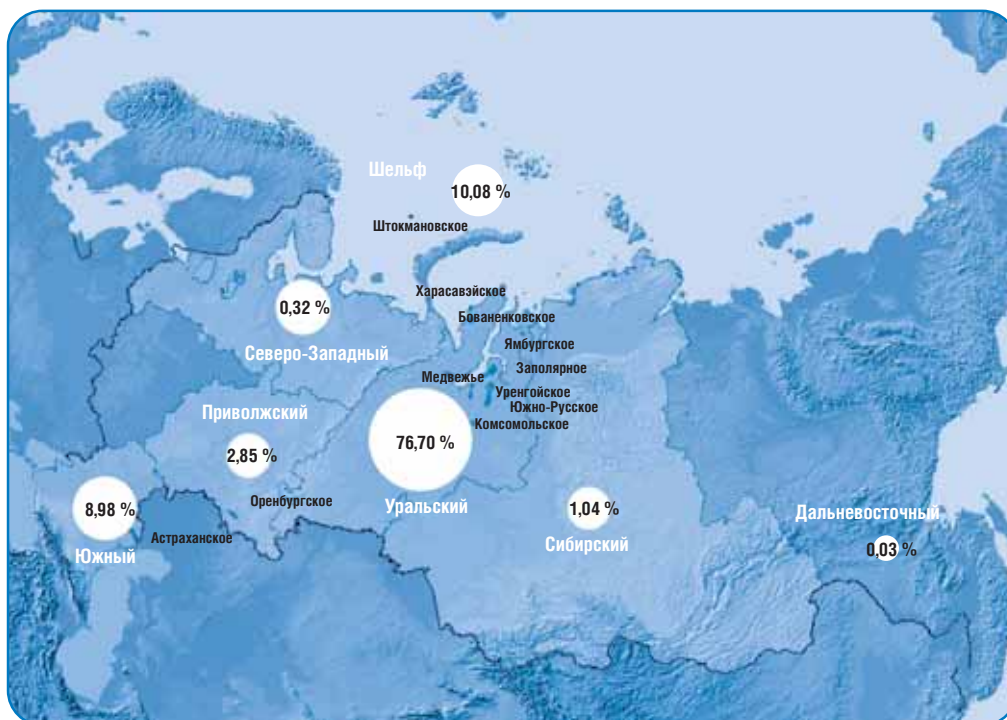 Шельф
10,08 %
Штокмановское
Харасавэйское
0,32 %
Бованенковское
Северо-Западный
Ямбургское
Заполярное
Медвежье
Уренгойское
Южно-Русское
Приволжский
Комсомольское
76,70 %
2,85 %
Оренбургское
Уральский
8,98 %
1,04 %
Дальневосточный
Астраханское
Сибирский
0,03 %
Южный